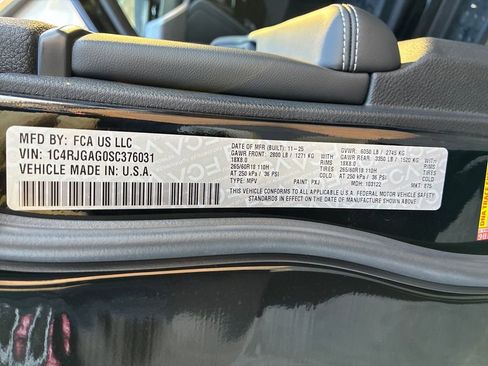 MFD BY: FCA US LLC
VIN: 1C4RJGAG0SC376031
VEHICLE MADE IN: U.S.A.
DATE OF MFR (BUILT): 11-25 GVWR: 6050 LB / 2745 KG
GAWR FRONT: 2800 LB / 1271 KG WITH GAWR REAR: 3350 LB / 1520 KG WITH
18X8.0 RIMS 18X8.0 RIMS
265/60R18 110H TIRES 265/60R18 110H TIRES
AT 250 kPa / 36 PSI COLD AT 250 kPa / 36 PSI COLD
TYPE: MPV PAINT: PXJ MDH: 103122 MKT: 875
THIS VEHICLE CONFORMS TO ALL APPLICABLE U.S.A. FEDERAL MOTOR VEHICLE SAFETY
STANDARDS IN EFFECT ON THE DATE OF MANUFACTURE SHOWN ABOVE.